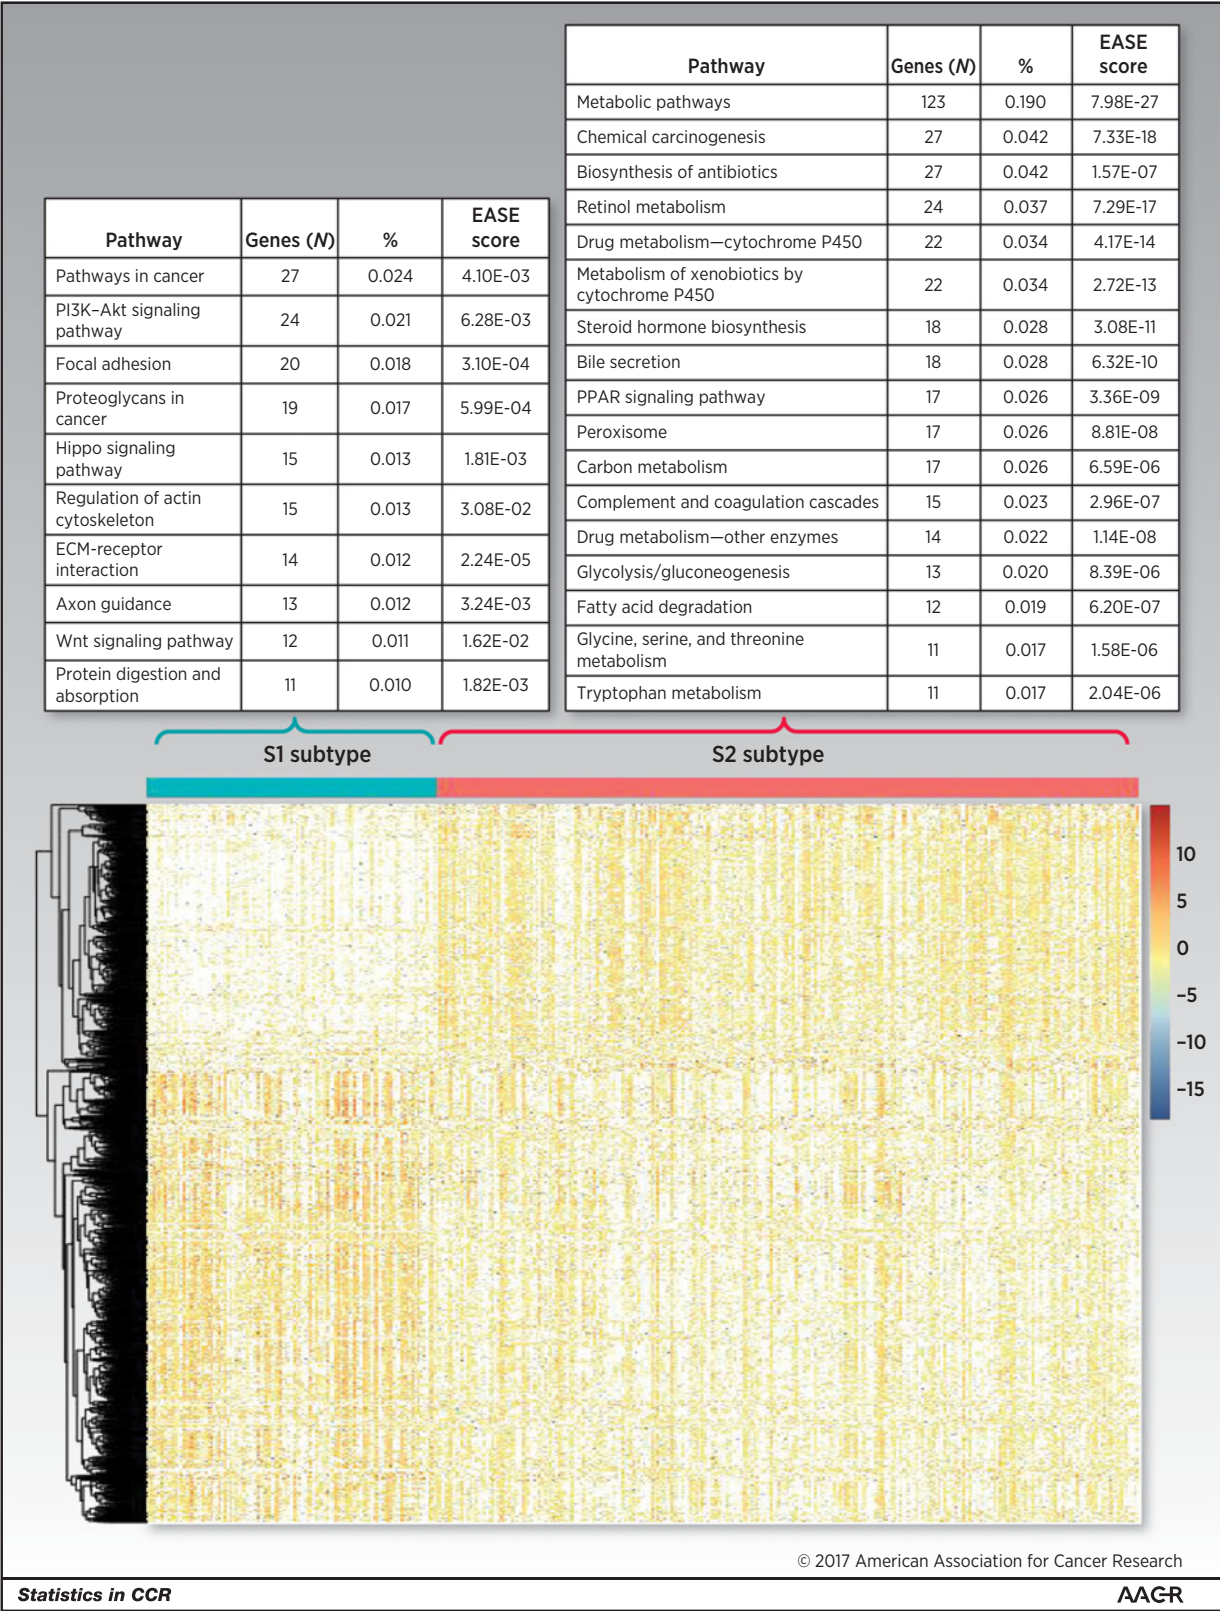 Pathway Genes (N) % EASE score
Metabolic pathways 123 0.190 7.98E-27
Chemical carcinogenesis 27 0.042 7.33E-18
Biosynthesis of antibiotics 27 0.042 1.57E-07
Retinol metabolism 24 0.037 7.29E-17
Drug metabolism—cytochrome P450 22 0.034 4.17E-14
Metabolism of xenobiotics by
cytochrome P450 22 0.034 2.72E-13
Steroid hormone biosynthesis 18 0.028 3.08E-11
Bile secretion 18 0.028 6.32E-10
PPAR signaling pathway 17 0.026 3.36E-09
Peroxisome 17 0.026 8.81E-08
Carbon metabolism 17 0.026 6.59E-06
Complement and coagulation cascades 15 0.023 2.96E-07
Drug metabolism—other enzymes 14 0.022 1.14E-08
Glycolysis/gluconeogenesis 13 0.020 8.39E-06
Fatty acid degradation 12 0.019 6.20E-07
Glycine, serine, and threonine
metabolism 11 0.017 1.58E-06
Tryptophan metabolism 11 0.017 2.04E-06
Pathway Genes (N) % EASE score
Pathways in cancer 27 0.024 4.10E-03
PI3K–Akt signaling
pathway 24 0.021 6.28E-03
Focal adhesion 20 0.018 3.10E-04
Proteoglycans in
cancer 19 0.017 5.99E-04
Hippo signaling
pathway 15 0.013 1.81E-03
Regulation of actin
cytoskeleton 15 0.013 3.08E-02
ECM-receptor
interaction 14 0.012 2.24E-05
Axon guidance 13 0.012 3.24E-03
Wnt signaling pathway 12 0.011 1.62E-02
Protein digestion and
absorption 11 0.010 1.82E-03
S1 subtype S2 subtype
10
5
0
–5
–10
–15
© 2017 American Association for Cancer Research
Statistics in CCR AACR